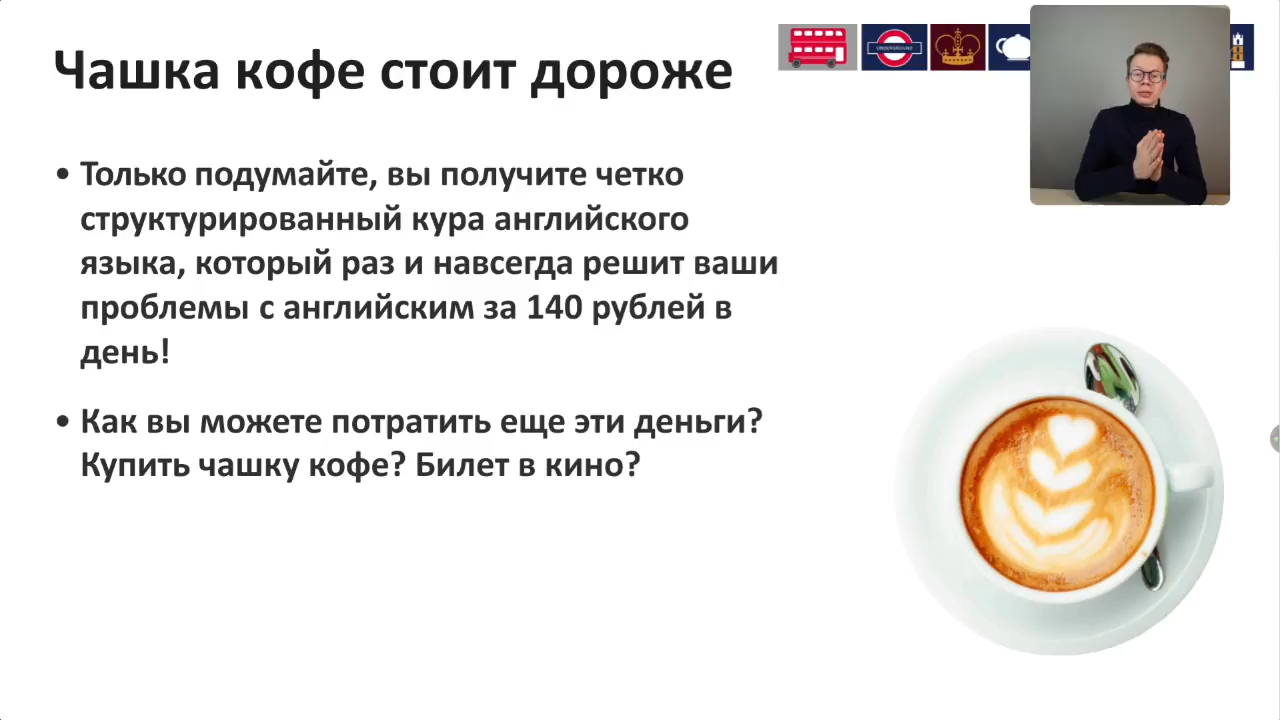 Чашка кофе стоит дороже
UNDERGROUND
• Только подумайте, вы получите четко
структурированный кура английского
языка, который раз и навсегда решит ваши
проблемы с английским за 140 рублей в
день!
• Как вы можете потратить еще эти деньги?
Купить чашку кофе? Билет в кино?